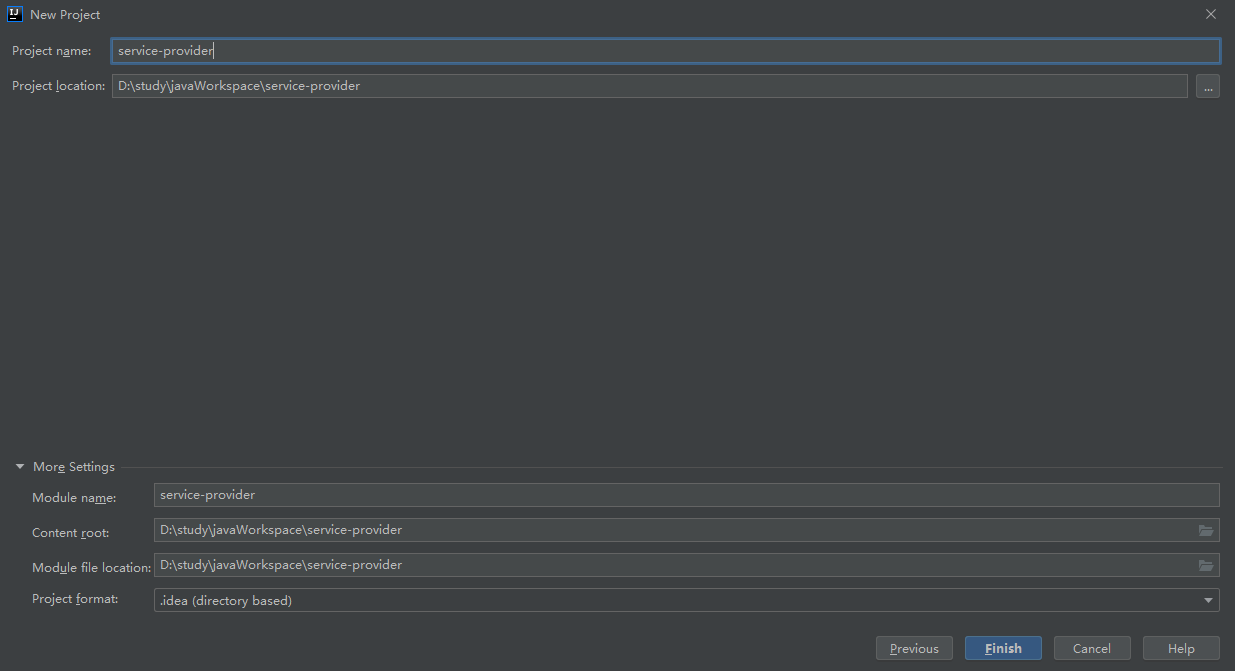 New Project
Project name: service-provider
Project location: D:\study\javaWorkspace\service-provider ...
More Settings
Module name: service-provider
Content root: D:\study\javaWorkspace\service-provider
Module file location: D:\study\javaWorkspace\service-provider
Project format: .idea (directory based)
Previous Finish Cancel Help